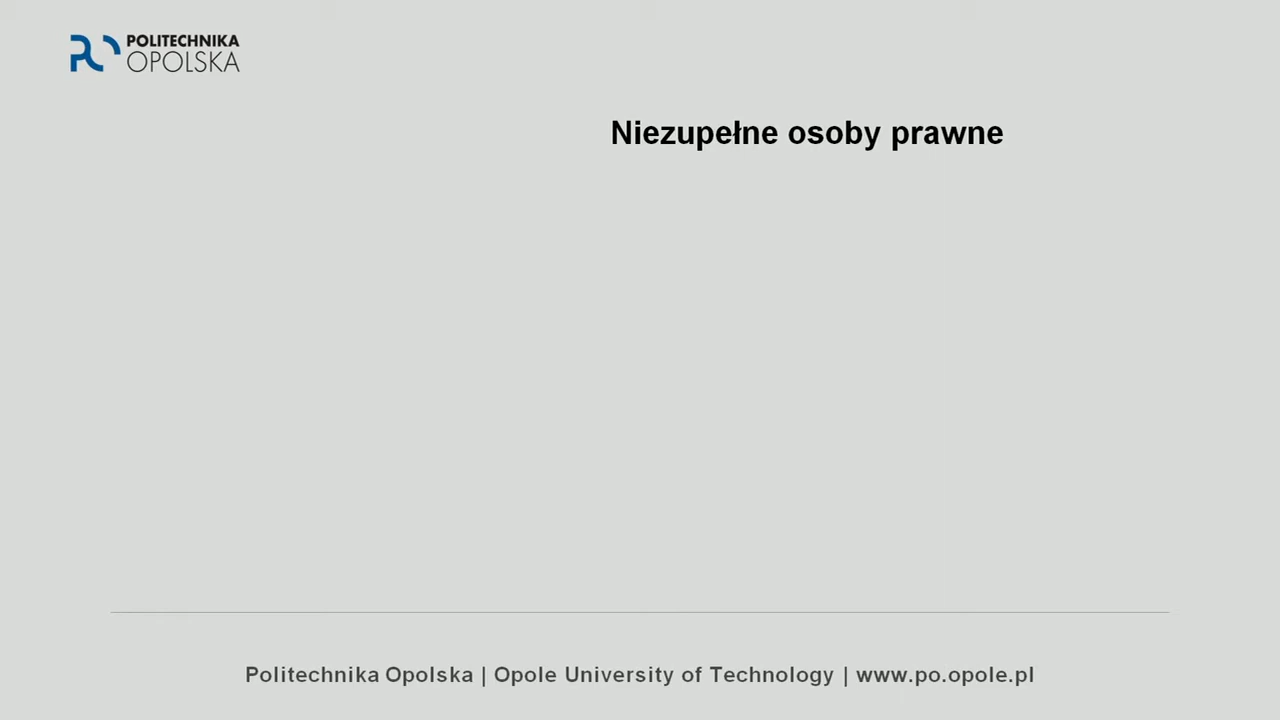 POLITECHNIKA
OPOLSKA
Niezupełne osoby prawne
Politechnika Opolska | Opole University of Technology | www.po.opole.pl